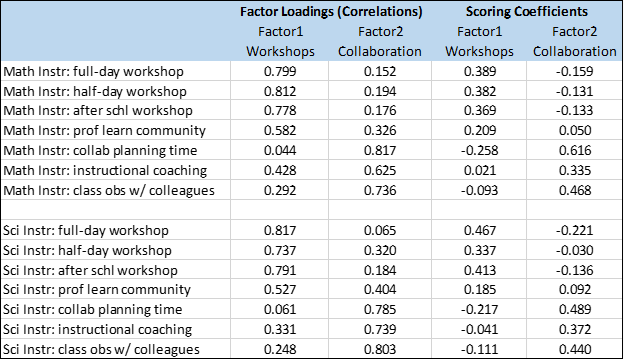 Factor Loadings (Correlations) Scoring Coefficients
Factor1 Factor2 Factor1 Factor2
Workshops Collaboration Workshops Collaboration
Math Instr: full-day workshop 0.799 0.152 0.389 -0.159
Math Instr: half-day workshop 0.812 0.194 0.382 -0.131
Math Instr: after schl workshop 0.778 0.176 0.369 -0.133
Math Instr: prof learn community 0.582 0.326 0.209 0.050
Math Instr: collab planning time 0.044 0.817 -0.258 0.616
Math Instr: instructional coaching 0.428 0.625 0.021 0.335
Math Instr: class obs w/ colleagues 0.292 0.736 -0.093 0.468
Sci Instr: full-day workshop 0.817 0.065 0.467 -0.221
Sci Instr: half-day workshop 0.737 0.320 0.337 -0.030
Sci Instr: after schl workshop 0.791 0.184 0.413 -0.136
Sci Instr: prof learn community 0.527 0.404 0.185 0.092
Sci Instr: collab planning time 0.061 0.785 -0.217 0.489
Sci Instr: instructional coaching 0.331 0.739 -0.041 0.372
Sci Instr: class obs w/ colleagues 0.248 0.803 -0.111 0.440